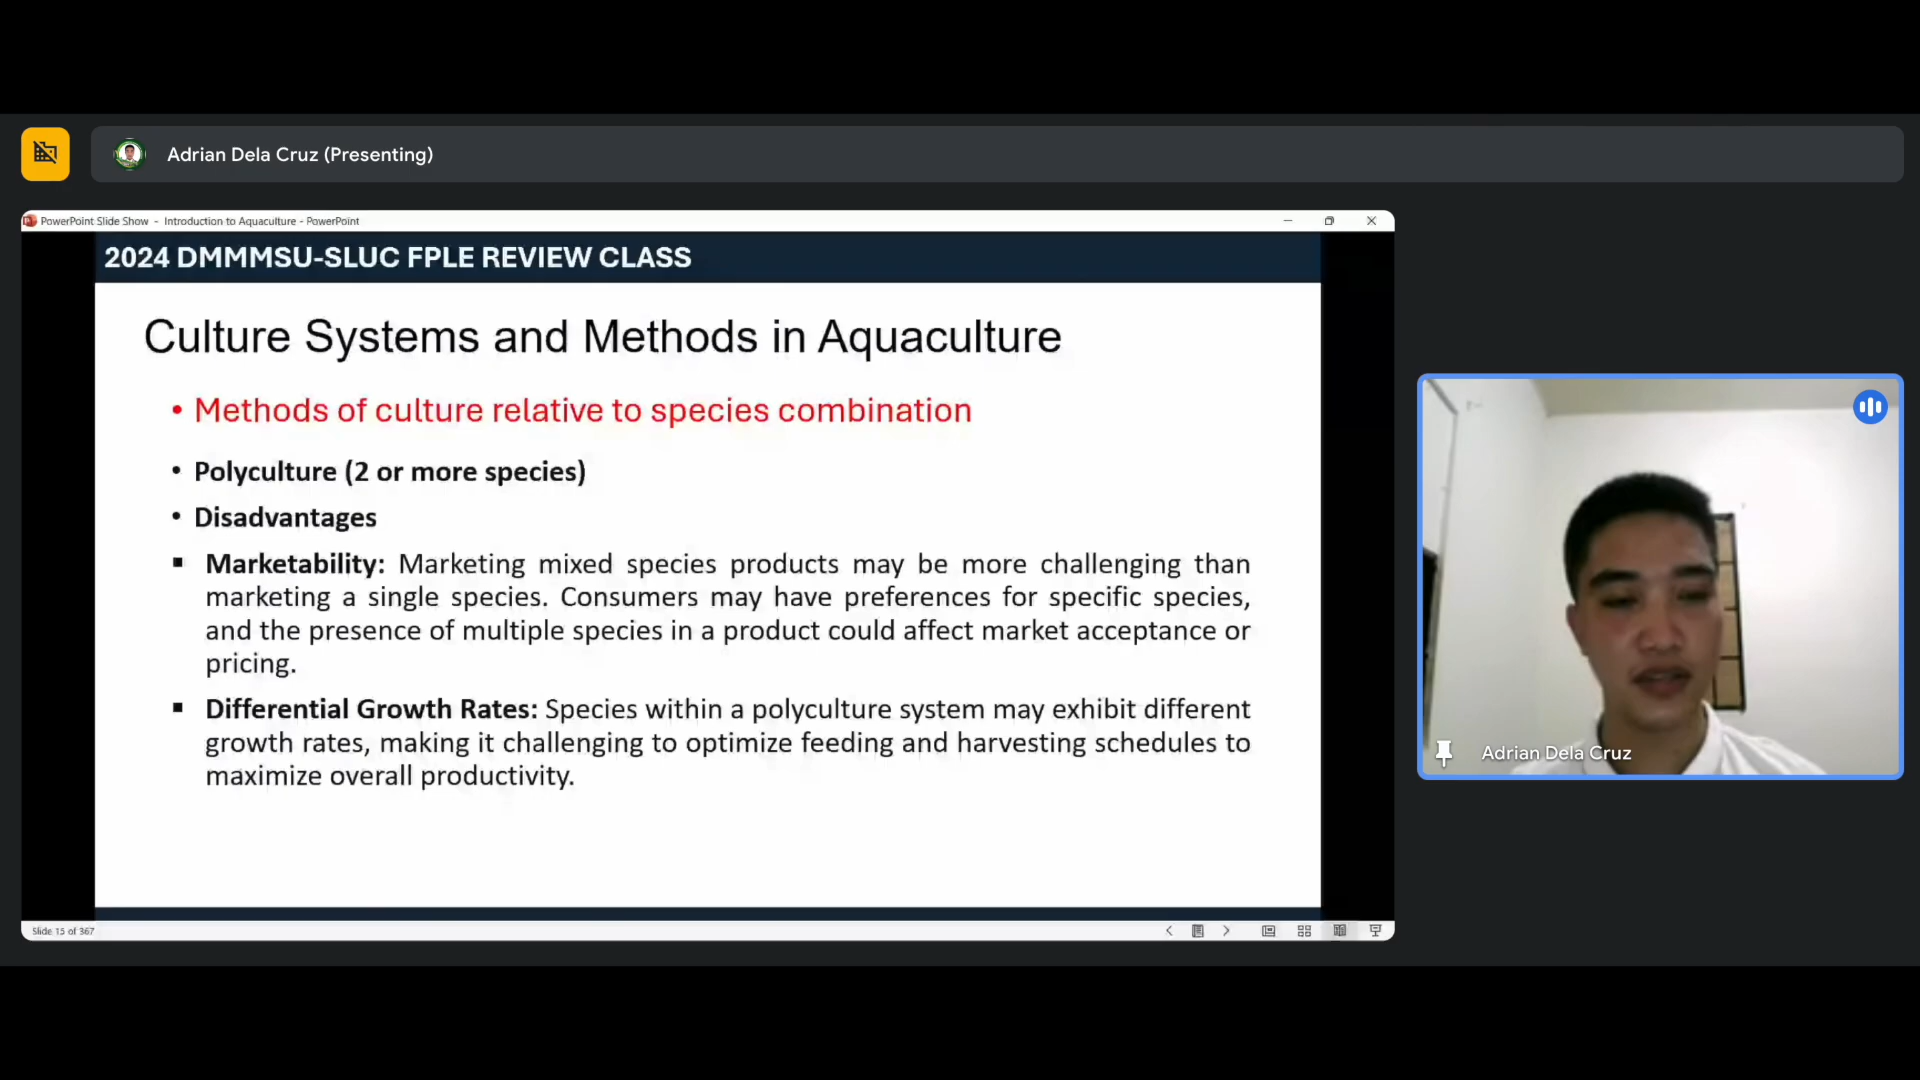 Adrian Dela Cruz (Presenting)
PowerPoint Slide Show - Introduction to Aquaculture - PowerPoint
2024 DMMMSU-SLUC FPLE REVIEW CLASS
Culture Systems and Methods in Aquaculture
• Methods of culture relative to species combination
• Polyculture (2 or more species)
• Disadvantages
▪ Marketability: Marketing mixed species products may be more challenging than
marketing a single species. Consumers may have preferences for specific species,
and the presence of multiple species in a product could affect market acceptance or
pricing.
▪ Differential Growth Rates: Species within a polyculture system may exhibit different
growth rates, making it challenging to optimize feeding and harvesting schedules to
maximize overall productivity.
Adrian Dela Cruz
Slide 15 of 367